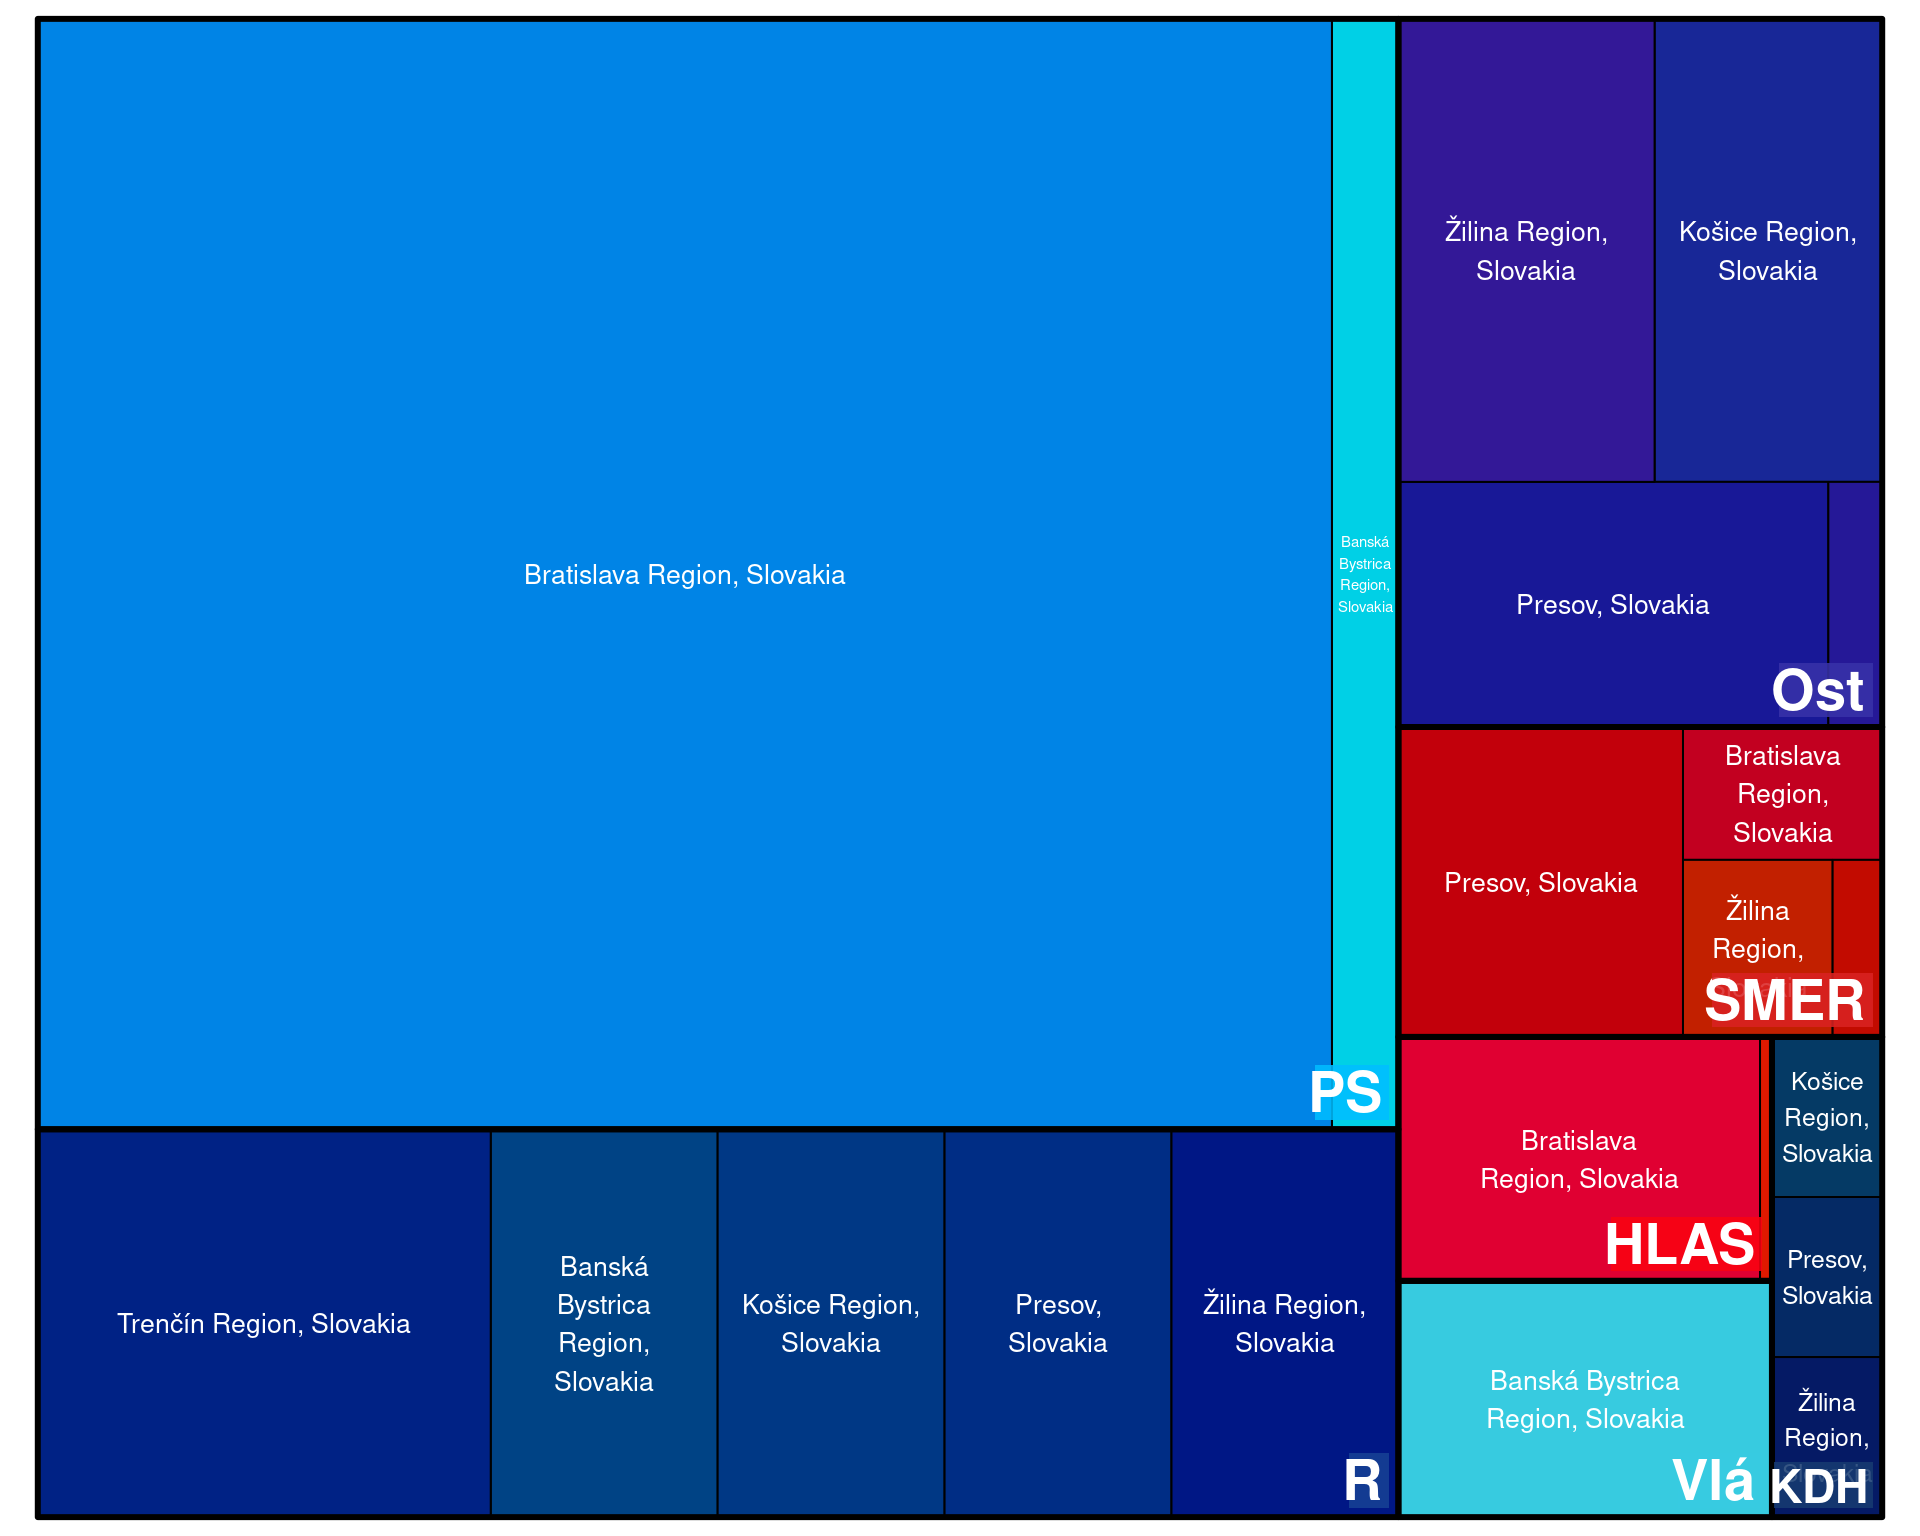 Bratislava Region, Slovakia
Banská
Bystrica
Region,
Slovakia
PS
Trenčín Region, Slovakia
Banská
Bystrica
Region,
Slovakia
Košice Region,
Slovakia
Presov,
Slovakia
Žilina Region,
Slovakia
R
Žilina Region,
Slovakia
Košice Region,
Slovakia
Presov, Slovakia
Ost
Presov, Slovakia
Bratislava
Region,
Slovakia
Žilina
Region,
SMER
Bratislava
Region, Slovakia
HLAS
Banská Bystrica
Region, Slovakia
Vlá
Košice
Region,
Slovakia
Presov,
Slovakia
Žilina
Region,
KDH